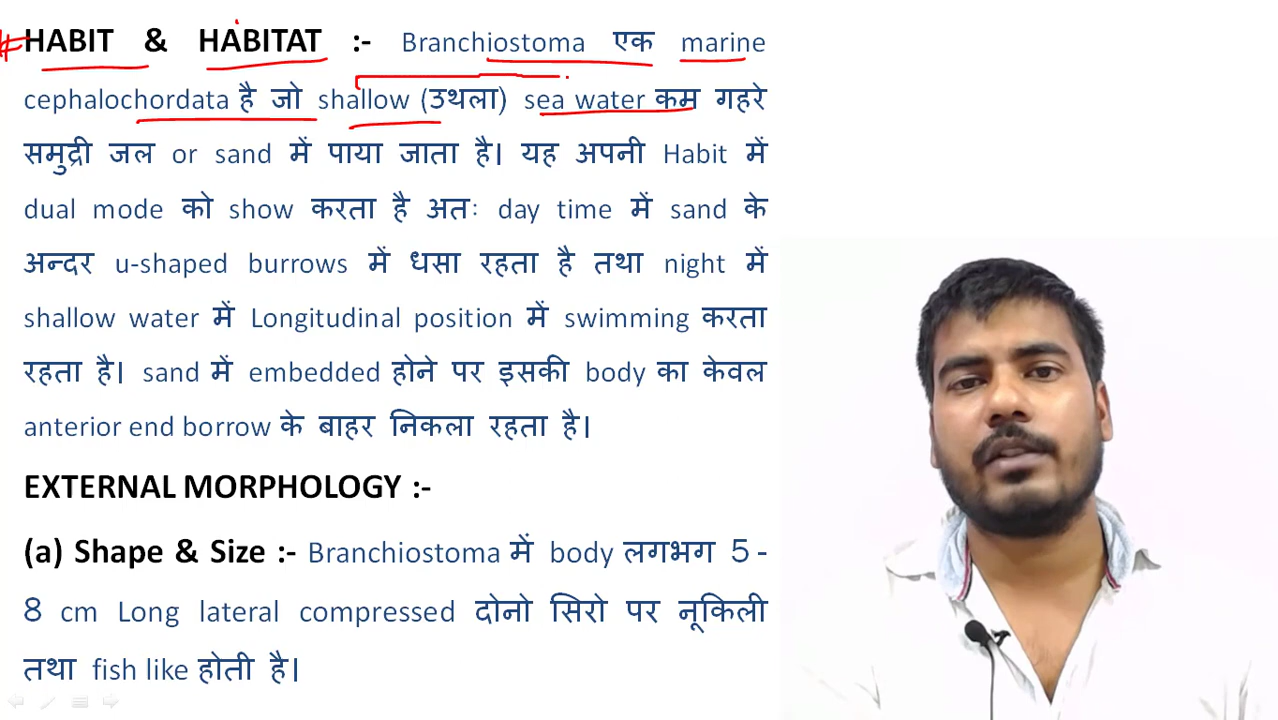 HABIT & HABITAT :- Branchiostoma एक marine
cephalochordata है जो shallow (उथला) sea water कम गहरे
समुद्री जल or sand में पाया जाता है। यह अपनी Habit में
dual mode को show करता है अतः day time में sand के
अन्दर u-shaped burrows में धसा रहता है तथा night में
shallow water में Longitudinal position में swimming करता
रहता है। sand में embedded होने पर इसकी body का केवल
anterior end borrow के बाहर निकला रहता है।
EXTERNAL MORPHOLOGY :-
(a) Shape & Size :- Branchiostoma में body लगभग 5 -
8 cm Long lateral compressed दोनो सिरो पर नूकिली
तथा fish like होती है।